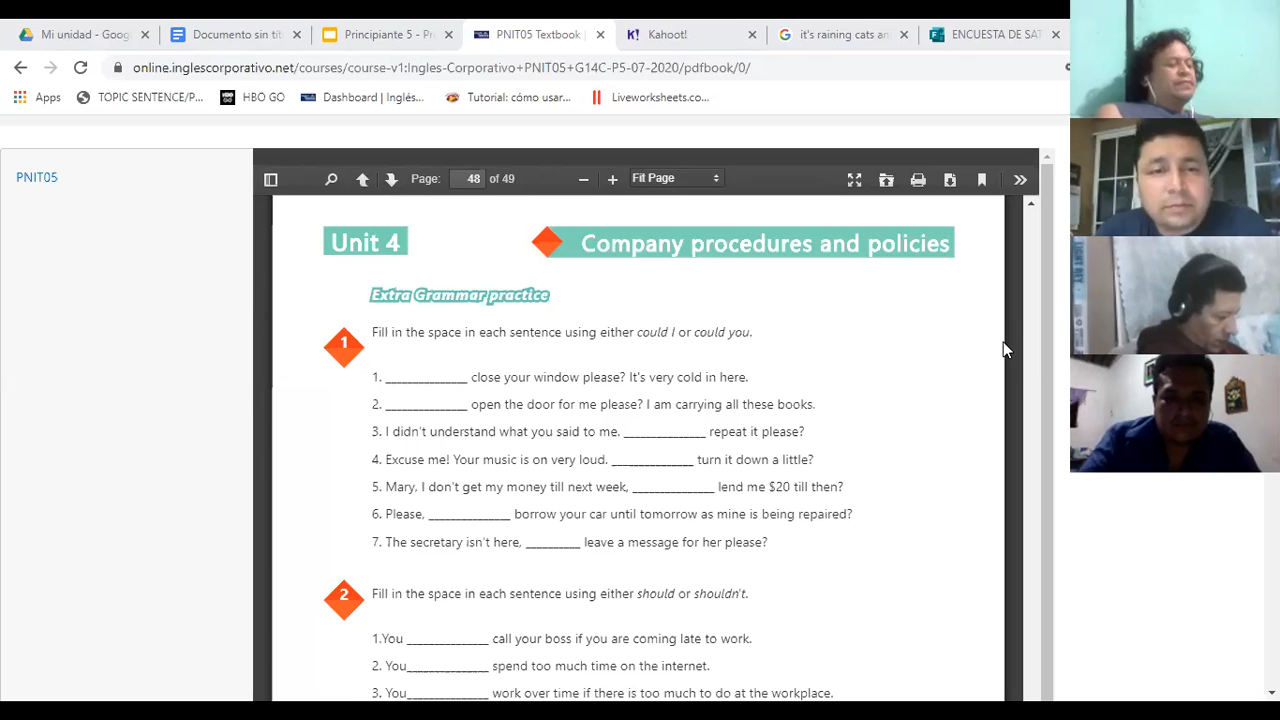 Mi unidad - Goog
Documento sin tít
Principiante 5 - Pr
PNIT05 Textbook
Kahoot!
it's raining cats an
ENCUESTA DE SAT
online.inglescorporativo.net/courses/course-v1:Ingles-Corporativo+PNIT05+G14C-P5-07-2020/pdfbook/0/
Apps
TOPIC SENTENCE/P...
HBO GO
Dashboard | Inglés...
Tutorial: cómo usar...
Liveworksheets.co...
PNIT05
Page: 48 of 49
Fit Page
Unit 4
Company procedures and policies
Extra Grammar practice
1
Fill in the space in each sentence using either could I or could you.
1. ______________ close your window please? It's very cold in here.
2. ______________ open the door for me please? I am carrying all these books.
3. I didn't understand what you said to me. ______________ repeat it please?
4. Excuse me! Your music is on very loud. ______________ turn it down a little?
5. Mary, I don't get my money till next week, ______________ lend me $20 till then?
6. Please, ______________ borrow your car until tomorrow as mine is being repaired?
7. The secretary isn't here, _________ leave a message for her please?
2
Fill in the space in each sentence using either should or shouldn't.
1.You ______________ call your boss if you are coming late to work.
2. You______________ spend too much time on the internet.
3. You______________ work over time if there is too much to do at the workplace.